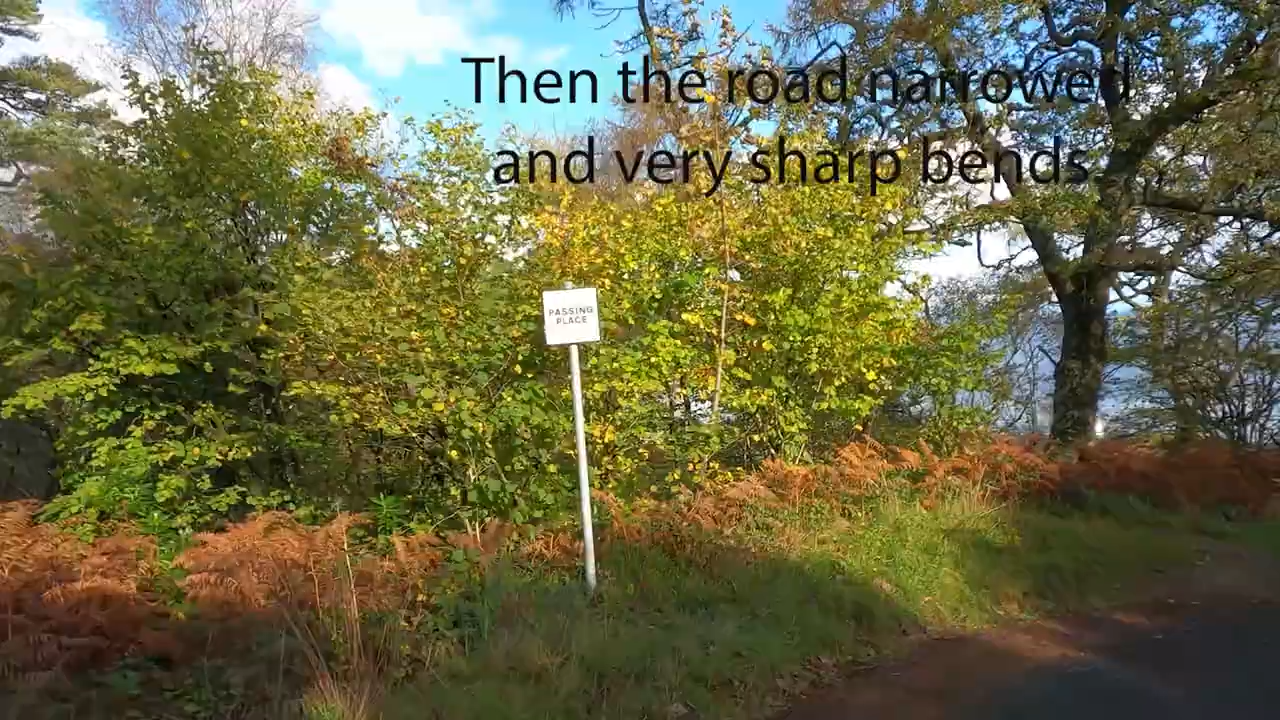 Then the road narrowed
and very sharp bends
PASSING
PLACE